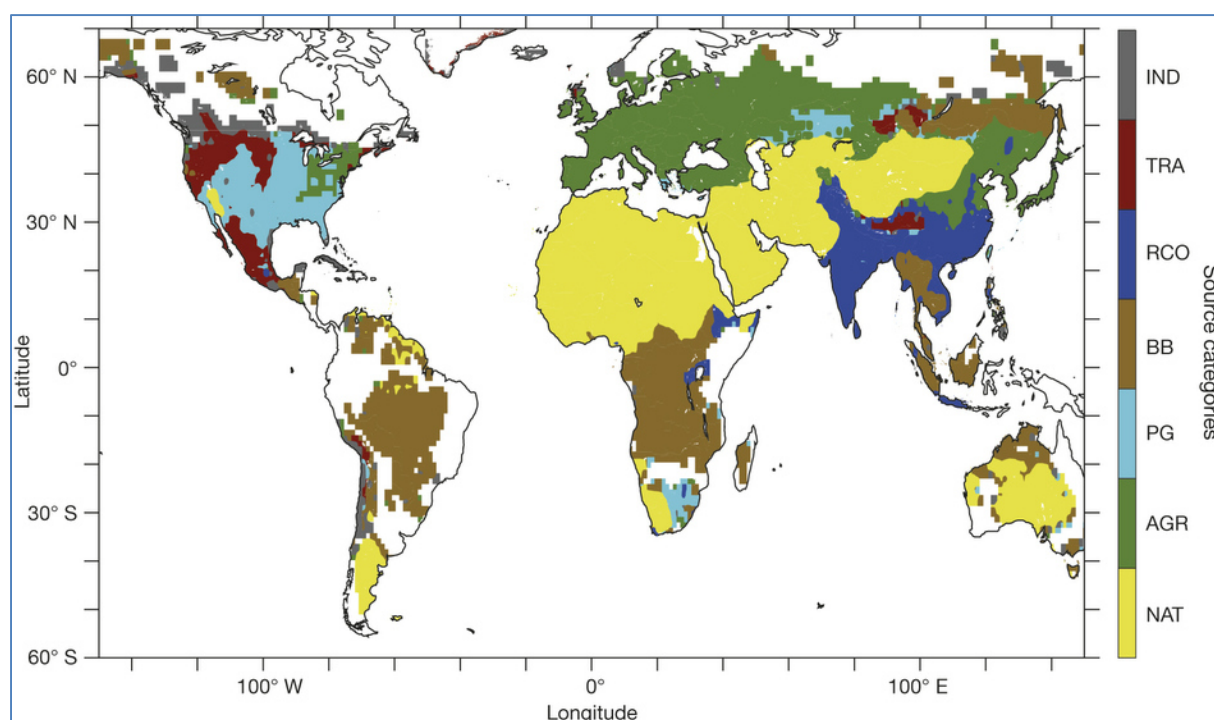 60° N
30° N
0°
30° S
60° S
Latitude
100° W
0°
100° E
Longitude
IND
TRA
RCO
BB
PG
AGR
NAT
Source categories